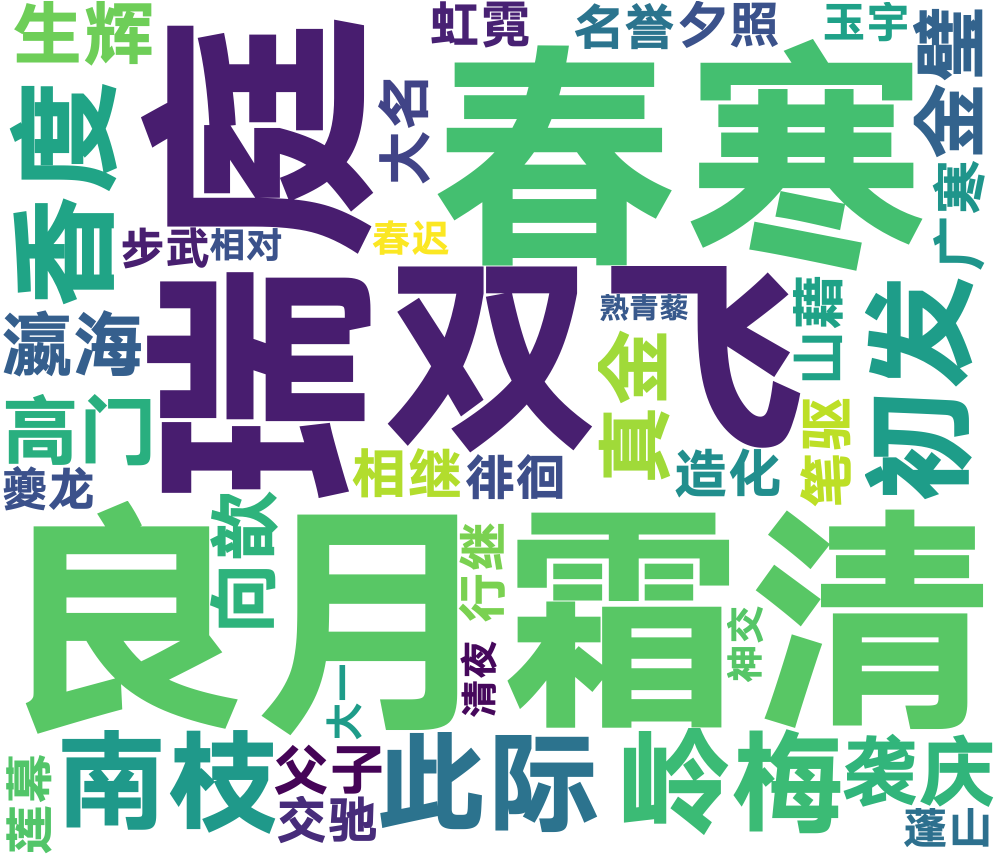 生辉
虹霓
名誉
夕照
玉宇
金璧
香度
瑞庭
大名
春寒
广寒
步武
相对
春迟
双飞
熟青藜
山藉
初发
瀛海
真金
高门
相继
徘徊
造化
笔驱
夔龙
向歆
良月霜清
行继
神交
清夜
大一
莲幕
南枝
父子
交驰
此际
岭梅
袭庆
蓬山